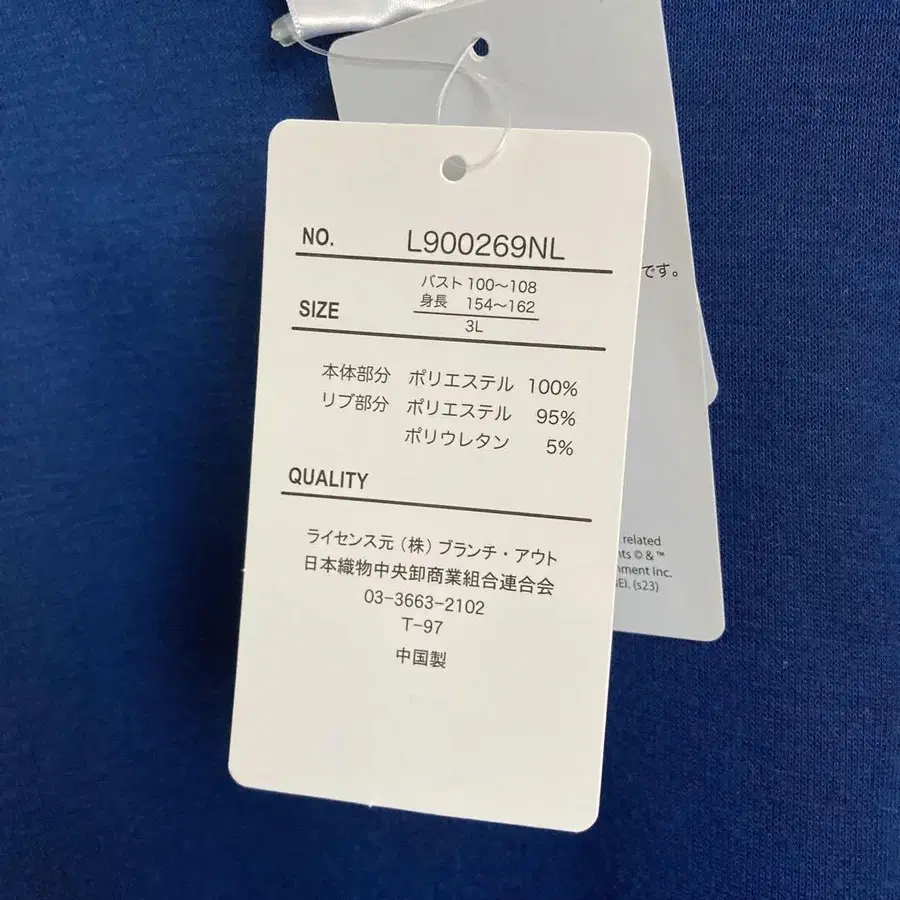 NO. L900269NL
バスト 100～108
身長 154～162
SIZE
3L
本体部分 ポリエステル 100%
リブ部分 ポリエステル 95%
ポリウレタン 5%
QUALITY
ライセンス元（株）ブランチ・アウト
日本織物中央卸商業組合連合会
03-3663-2102
T-97
中国製
です。
related
© & ™
Inc.
(s23)